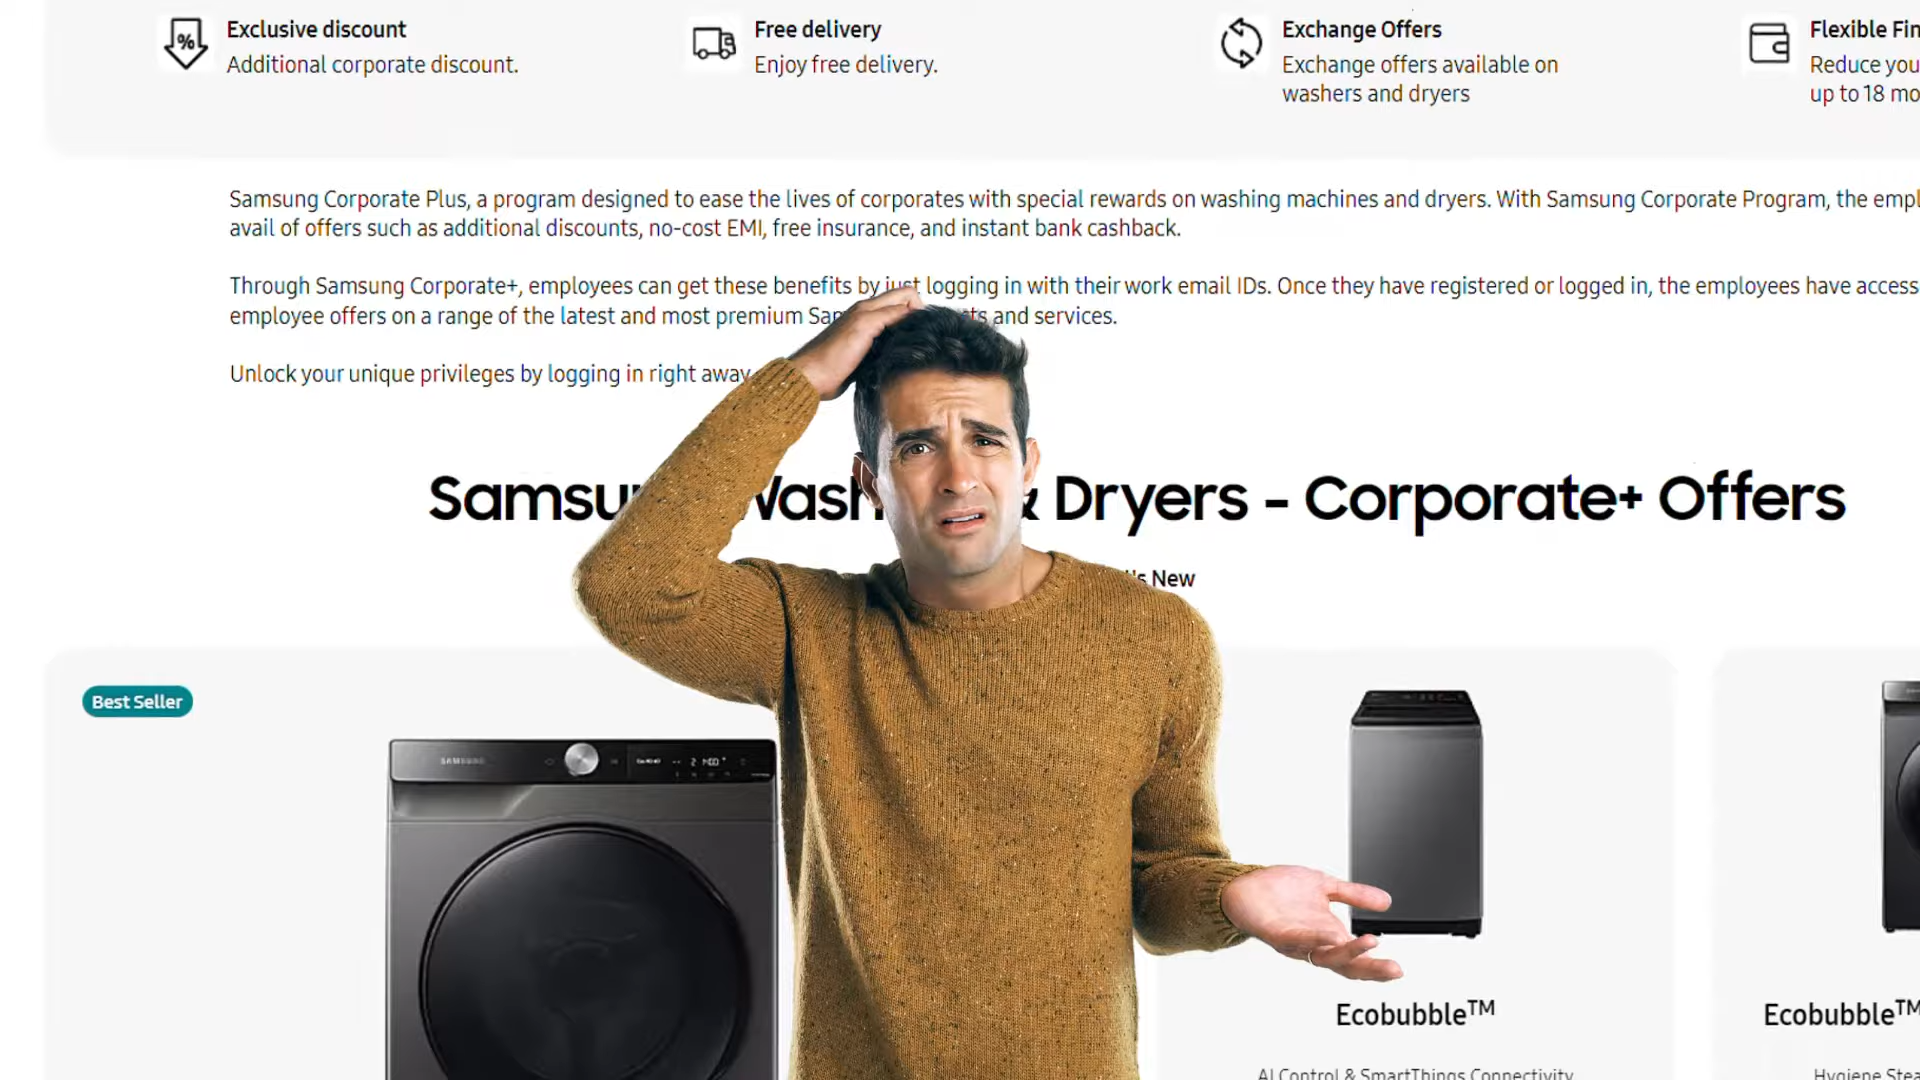 Exclusive discount
Additional corporate discount.
Free delivery
Enjoy free delivery.
Exchange Offers
Exchange offers available on
washers and dryers
Flexible Fin
Reduce you
up to 18 mo
Samsung Corporate Plus, a program designed to ease the lives of corporates with special rewards on washing machines and dryers. With Samsung Corporate Program, the empl
avail of offers such as additional discounts, no-cost EMI, free insurance, and instant bank cashback.
Through Samsung Corporate+, employees can get these benefits by just logging in with their work email IDs. Once they have registered or logged in, the employees have access
employee offers on a range of the latest and most premium Sam ts and services.
Unlock your unique privileges by logging in right away
Samsu Wash & Dryers - Corporate+ Offers
's New
Best Seller
SAMSUNG
Ecobubble™
AI Control & SmartThings Connectivity
Ecobubble™
Hygiene Stea